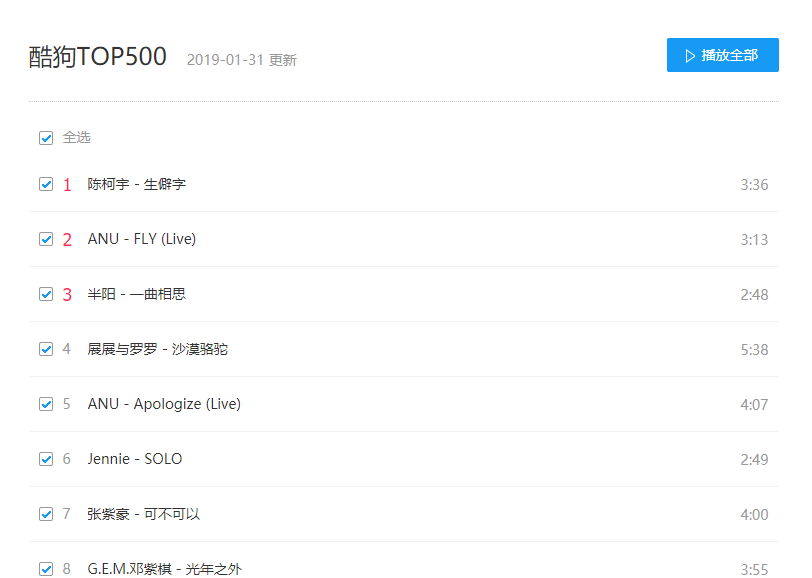 酷狗TOP500 2019-01-31 更新 播放全部
全选
1 陈柯宇 - 生僻字 3:36
2 ANU - FLY (Live) 3:13
3 半阳 - 一曲相思 2:48
4 展展与罗罗 - 沙漠骆驼 5:38
5 ANU - Apologize (Live) 4:07
6 Jennie - SOLO 2:49
7 张紫豪 - 可不可以 4:00
8 G.E.M.邓紫棋 - 光年之外 3:55